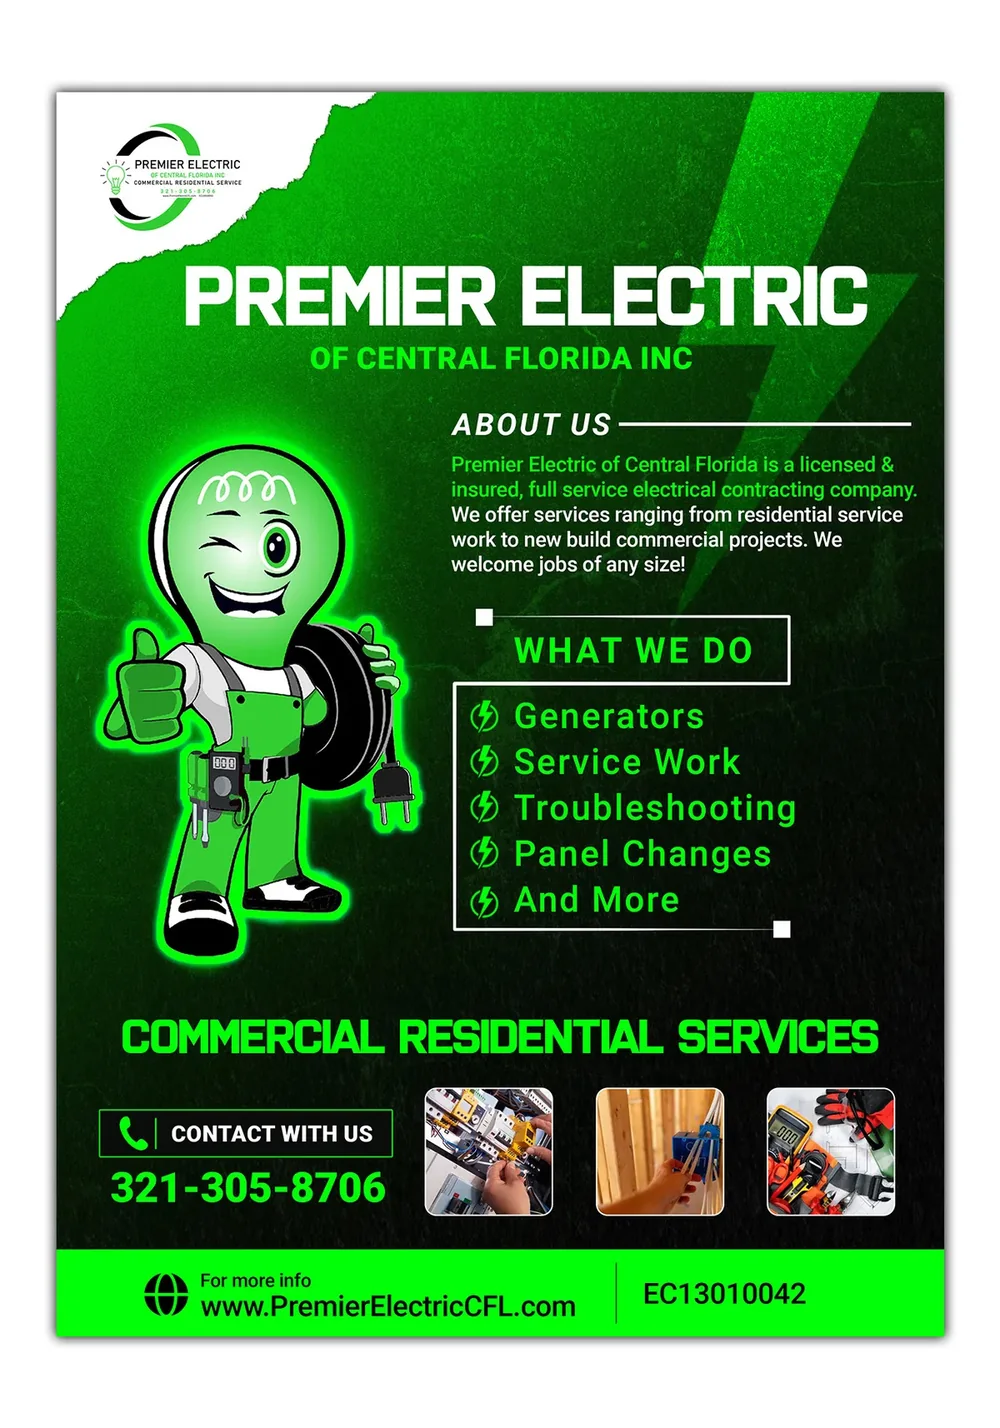 PREMIER ELECTRIC
OF CENTRAL FLORIDA INC
COMMERCIAL RESIDENTIAL SERVICE
321-305-8706
PREMIER ELECTRIC
OF CENTRAL FLORIDA INC
ABOUT US
Premier Electric of Central Florida is a licensed &
insured, full service electrical contracting company.
We offer services ranging from residential service
work to new build commercial projects. We
welcome jobs of any size!
WHAT WE DO
Generators
Service Work
Troubleshooting
Panel Changes
And More
000
COMMERCIAL RESIDENTIAL SERVICES
CONTACT WITH US
321-305-8706
For more info
www.PremierElectricCFL.com
EC13010042